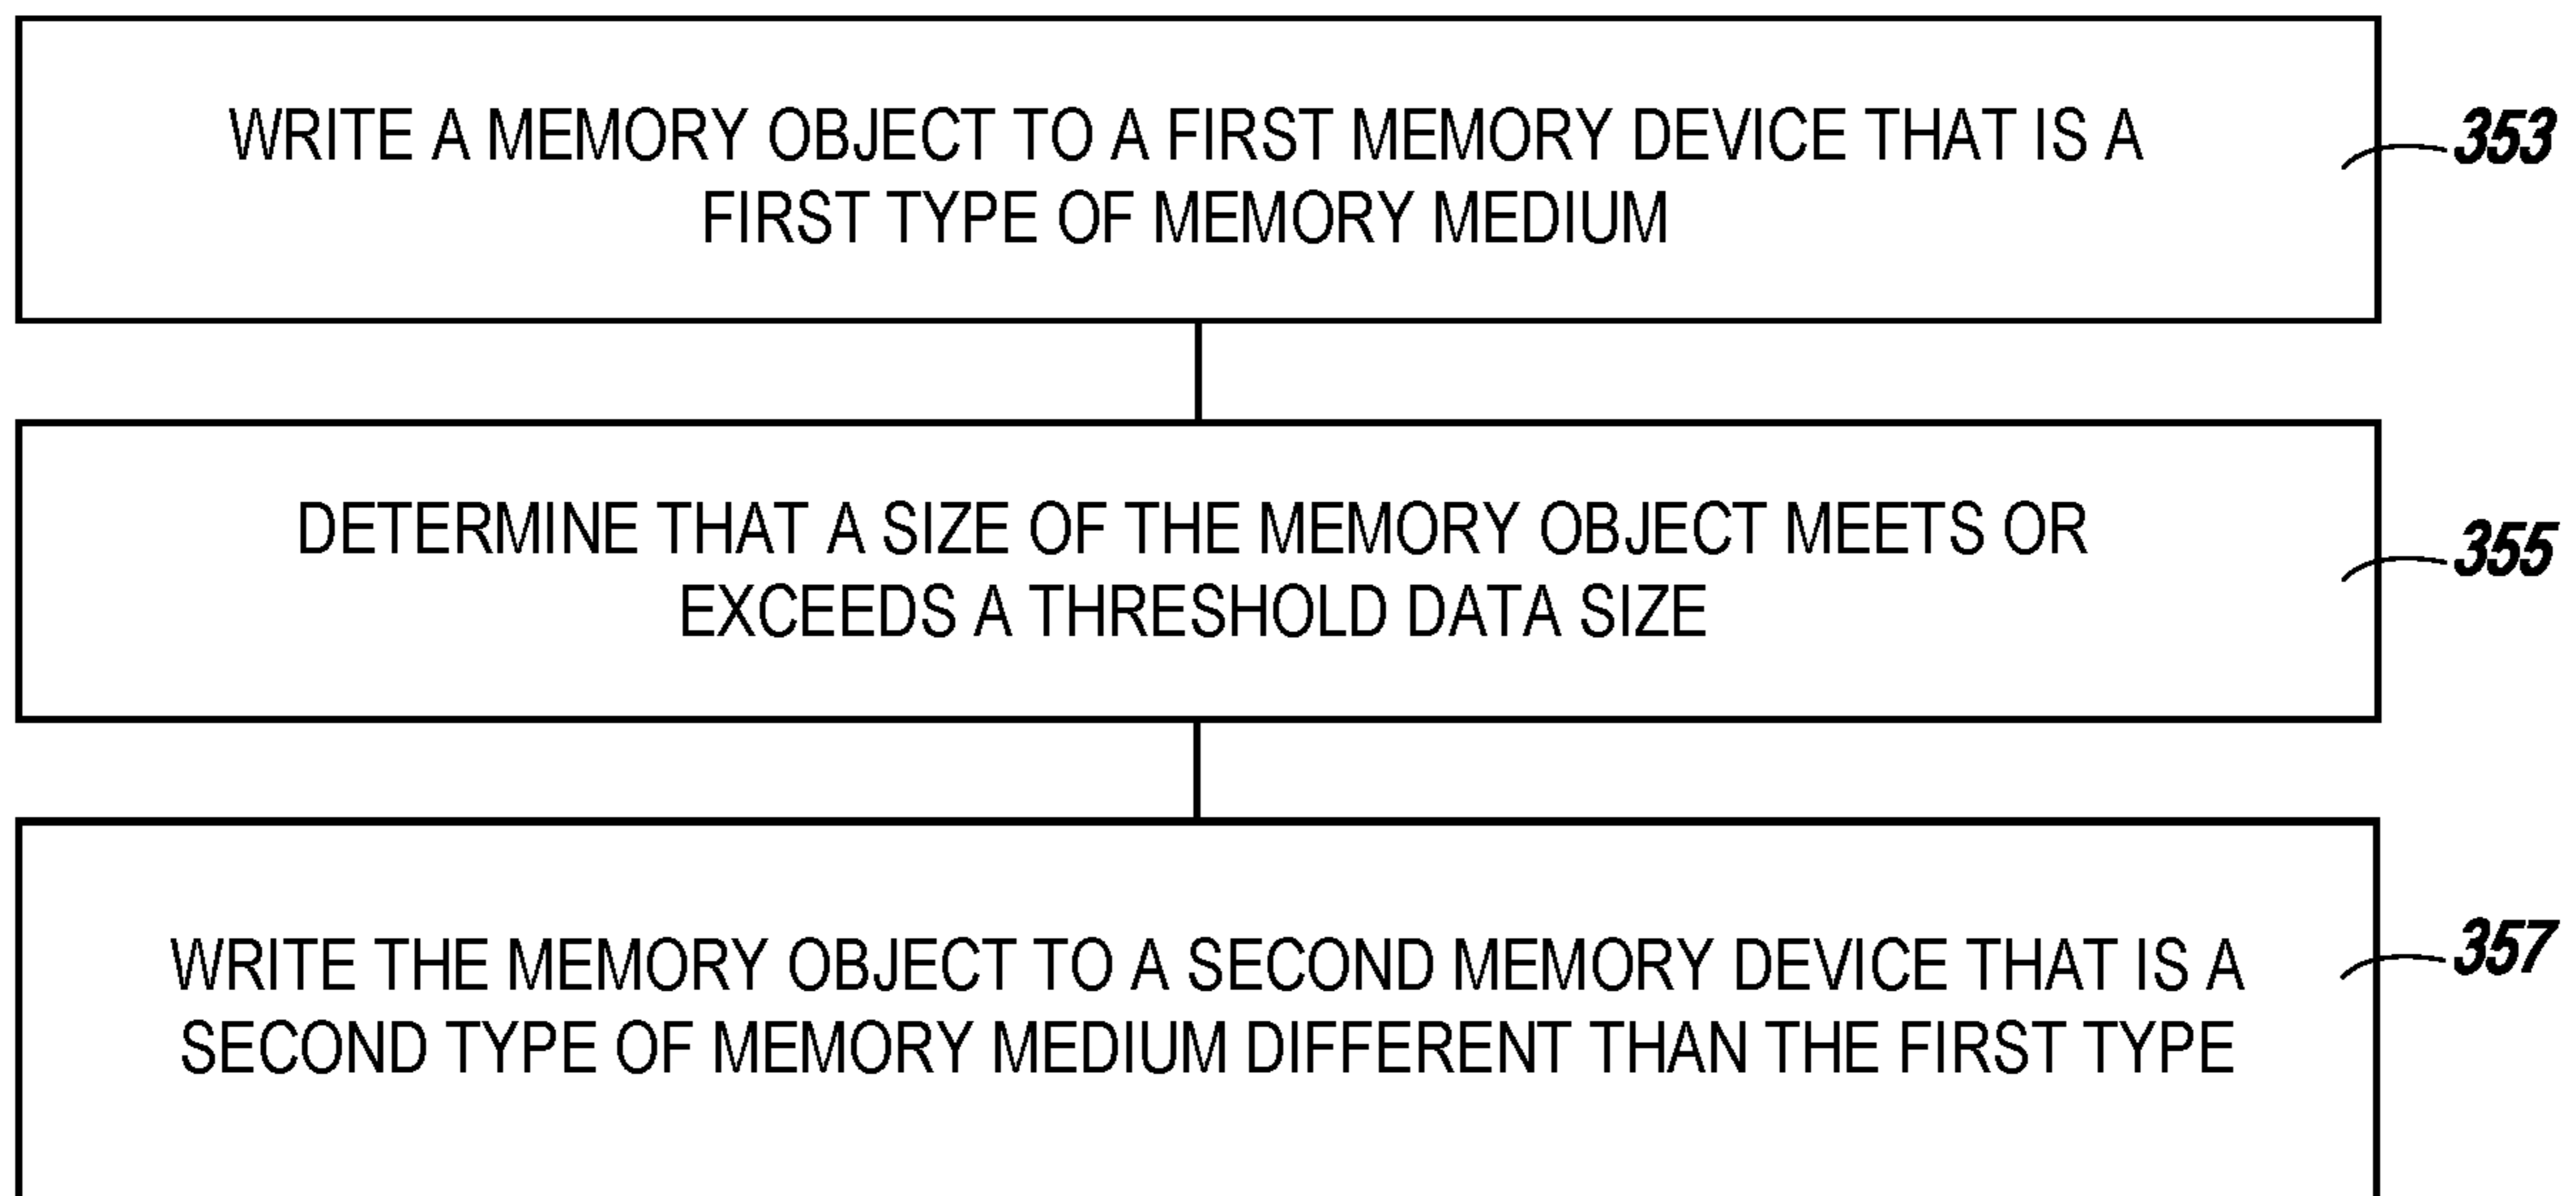 WRITE A MEMORY OBJECT TO A FIRST MEMORY DEVICE THAT IS A
FIRST TYPE OF MEMORY MEDIUM
353
DETERMINE THAT A SIZE OF THE MEMORY OBJECT MEETS OR
EXCEEDS A THRESHOLD DATA SIZE
355
WRITE THE MEMORY OBJECT TO A SECOND MEMORY DEVICE THAT IS A
SECOND TYPE OF MEMORY MEDIUM DIFFERENT THAN THE FIRST TYPE
357